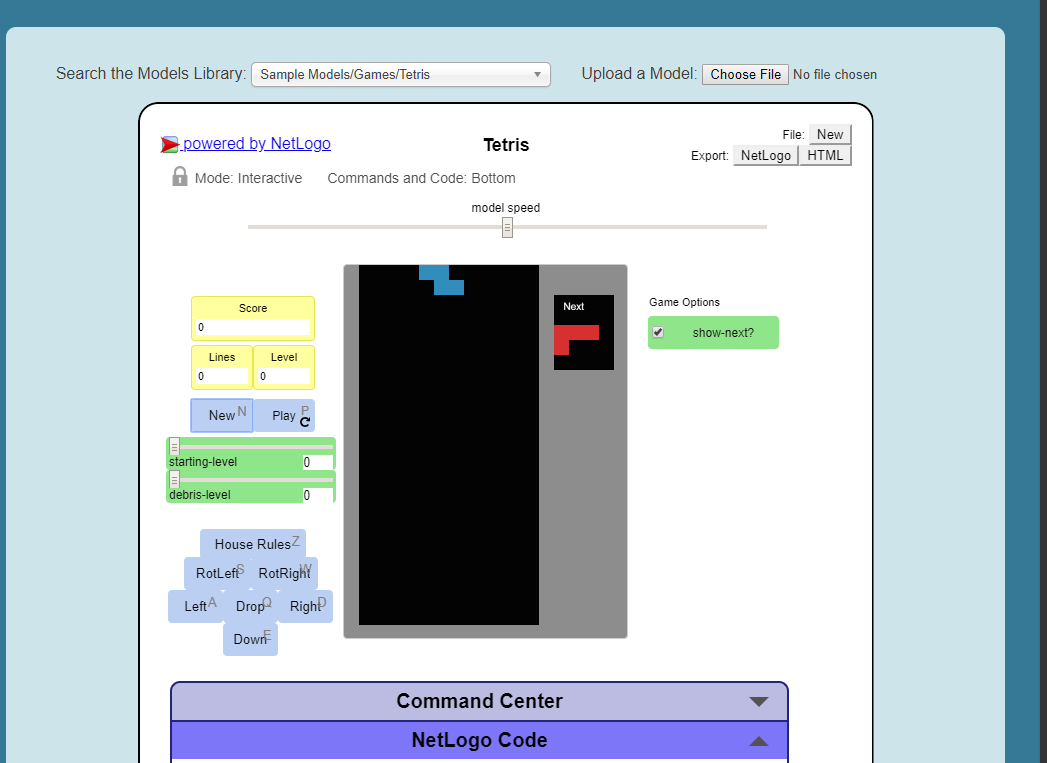 Search the Models Library: Sample Models/Games/Tetris Upload a Model: Choose File No file chosen
powered by NetLogo Tetris File: New
Export: NetLogo HTML
Mode: Interactive Commands and Code: Bottom
model speed
Score
0
Lines Level
0 0
New N Play P
starting-level 0
debris-level 0
House Rules Z
RotLeft S RotRight W
Left A Drop Q Right D
Down E
Next
Game Options
show-next?
Command Center
NetLogo Code